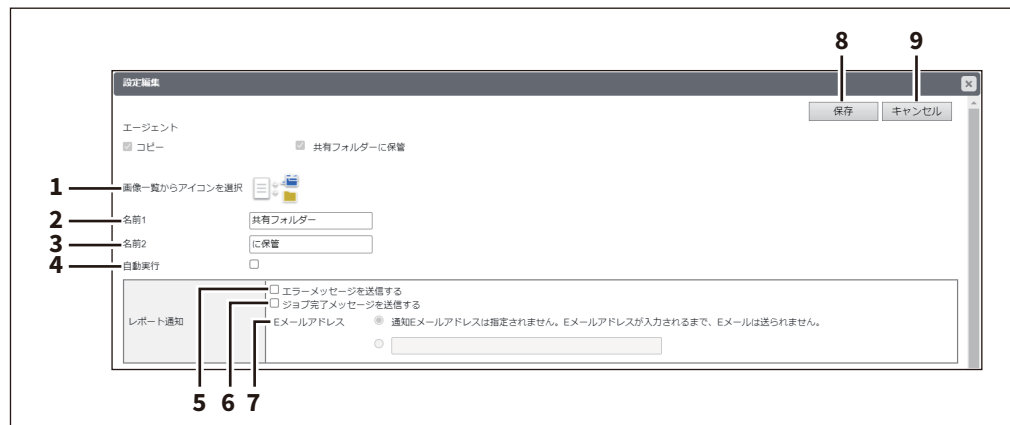 8 9
設定編集
保存 キャンセル
エージェント
コピー 共有フォルダーに保管
1 画像一覧からアイコンを選択
2 名前1 共有フォルダー
3 名前2 に保管
4 自動実行
エラーメッセージを送信する
ジョブ完了メッセージを送信する
レポート通知 Eメールアドレス 通知Eメールアドレスは指定されません。Eメールアドレスが入力されるまで、Eメールは送られません。
5 6 7